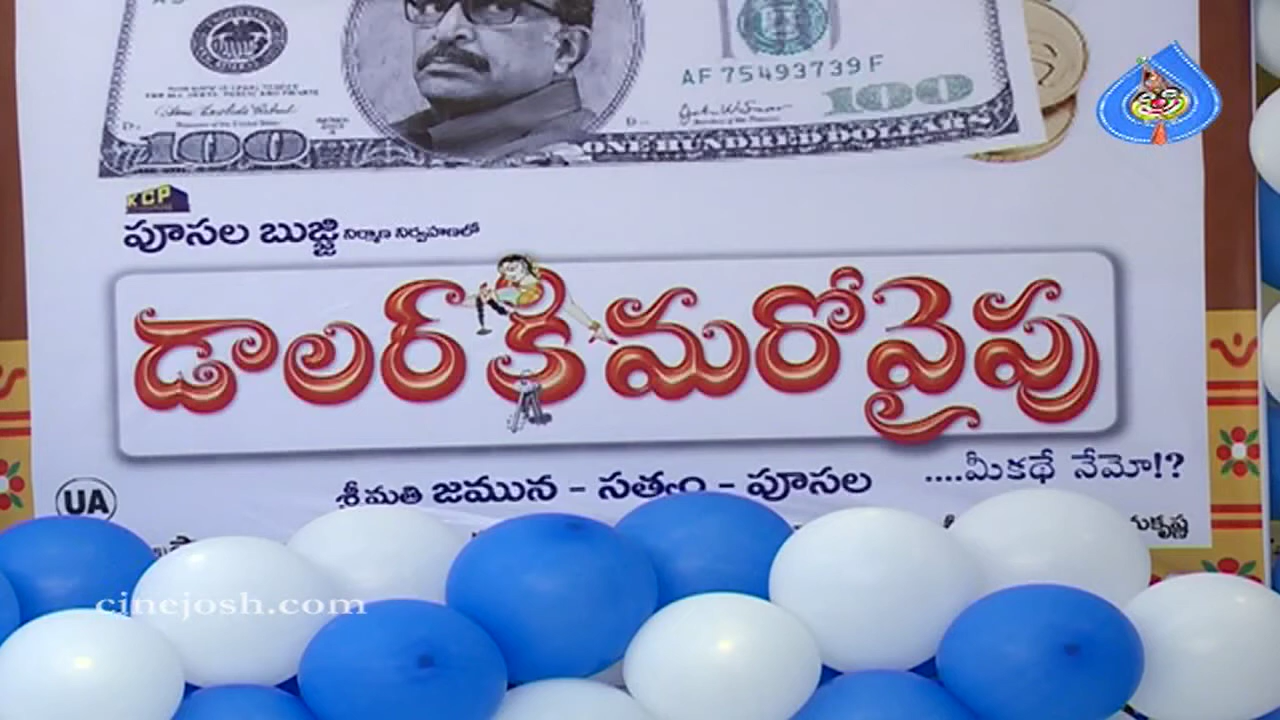 AF 75493739 F
100
100
ONE HUNDRED DOLLARS
KCP
పూసల బుజ్జి నిర్మాణ నిర్వహణలో
డాలర్ కి మరోవైపు
....మీకథే నేమో!?
UA
శ్రీమతి జమున - సత్యం - పూసల
cinejosh.com